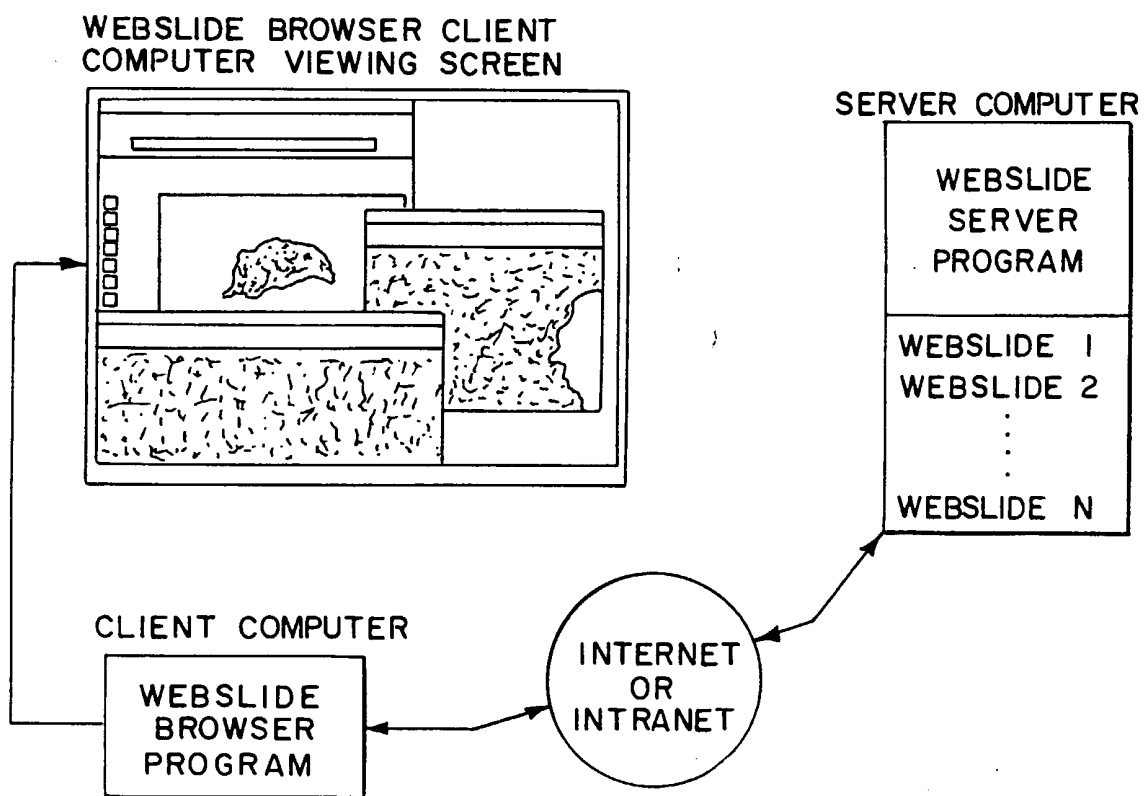 WEBSLIDE BROWSER CLIENT
COMPUTER VIEWING SCREEN
SERVER COMPUTER
WEBSLIDE
SERVER
PROGRAM
WEBSLIDE 1
WEBSLIDE 2
WEBSLIDE N
CLIENT COMPUTER
WEBSLIDE
BROWSER
PROGRAM
INTERNET
OR
INTRANET